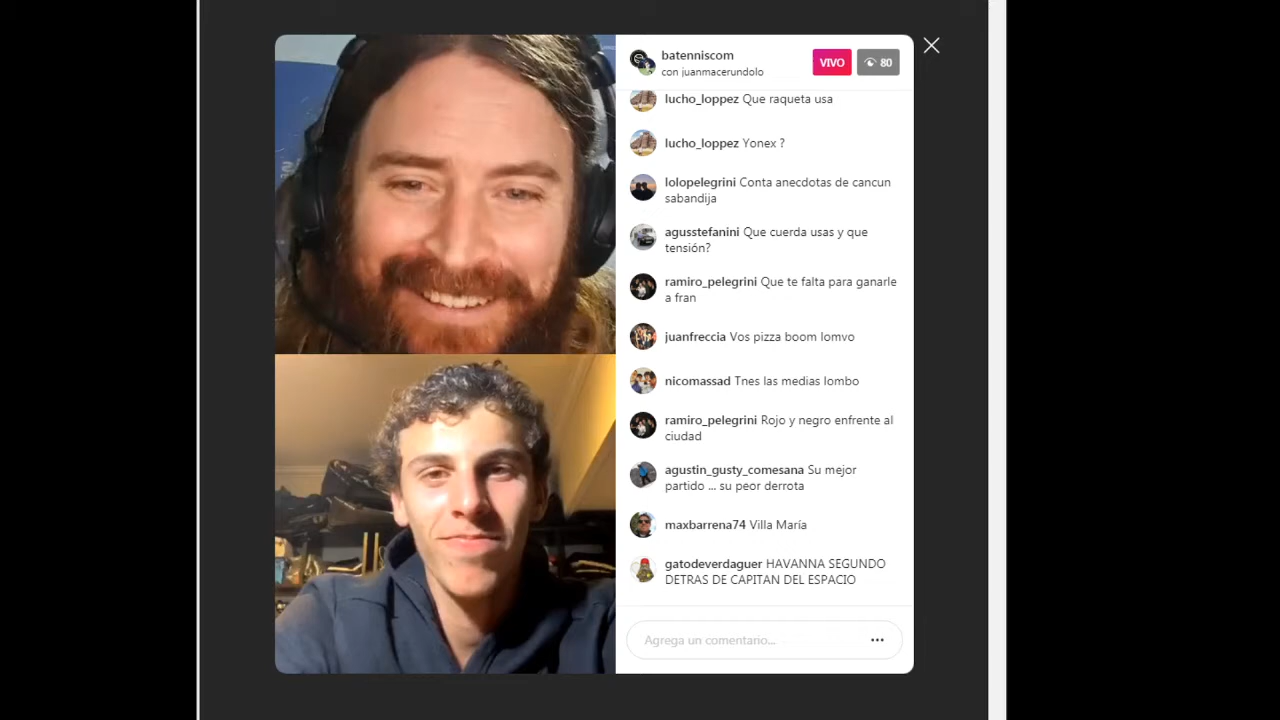 batenniscom
con juanmacerundolo
VIVO
80
lucho_loppez Que raqueta usa
lucho_loppez Yonex ?
lolopelegrini Conta anecdotas de cancun
sabandija
agusstefanini Que cuerda usas y que
tensión?
ramiro_pelegrini Que te falta para ganarle
a fran
juanfreccia Vos pizza boom lomvo
nicomassad Tnes las medias lombo
ramiro_pelegrini Rojo y negro enfrente al
ciudad
agustin_gusty_comesana Su mejor
partido ... su peor derrota
maxbarrena74 Villa María
gatodeverdaguer HAVANNA SEGUNDO
DETRAS DE CAPITAN DEL ESPACIO
Agrega un comentario...